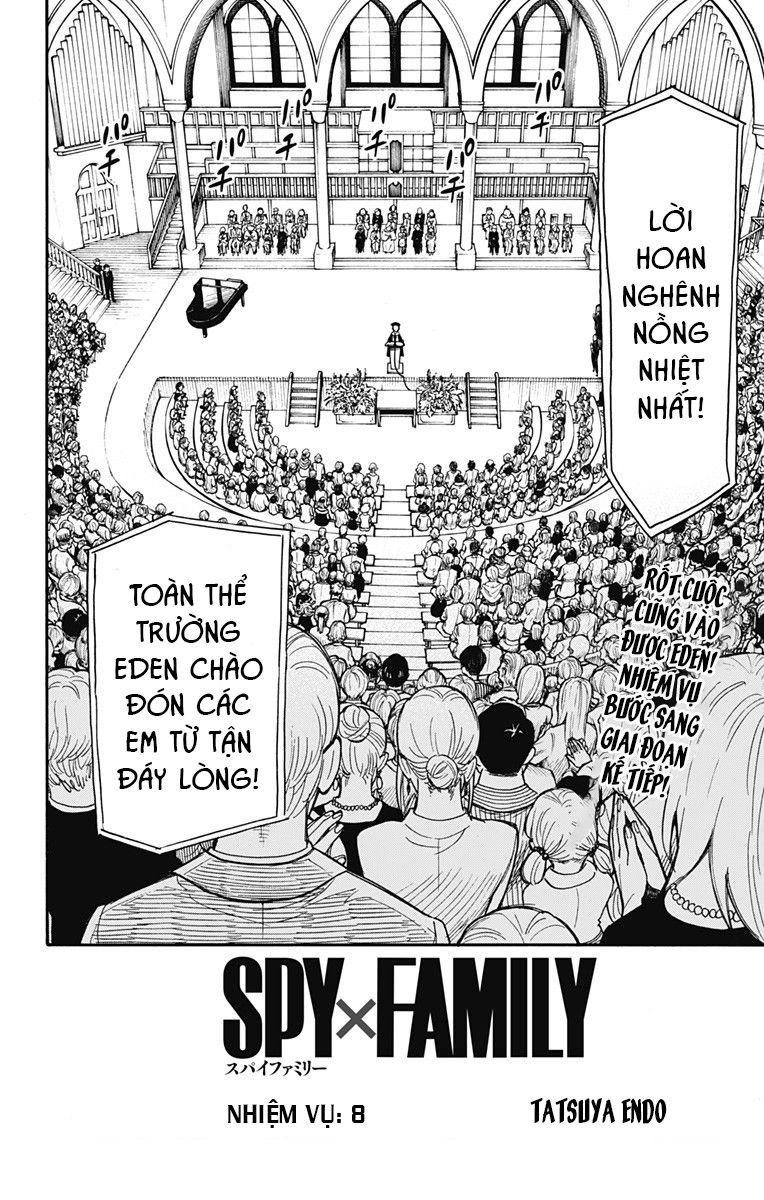 パチ
パチ
パチ
パチ
パチ
パチ
LỜI
HOAN
NGHÊNH
NỒNG
NHIỆT
NHẤT!
RỐT CUỘC
CŨNG VÀO
ĐƯỢC EDEN!
NHIỆM VỤ
BƯỚC SANG
GIAI ĐOẠN
KẾ TIẾP!
TOÀN THỂ
TRƯỜNG
EDEN CHÀO
ĐÓN CÁC
EM TỪ TẬN
ĐÁY LÒNG!
SPY×FAMILY
スパイファミリー
NHIỆM VỤ: 8
TATSUYA ENDO